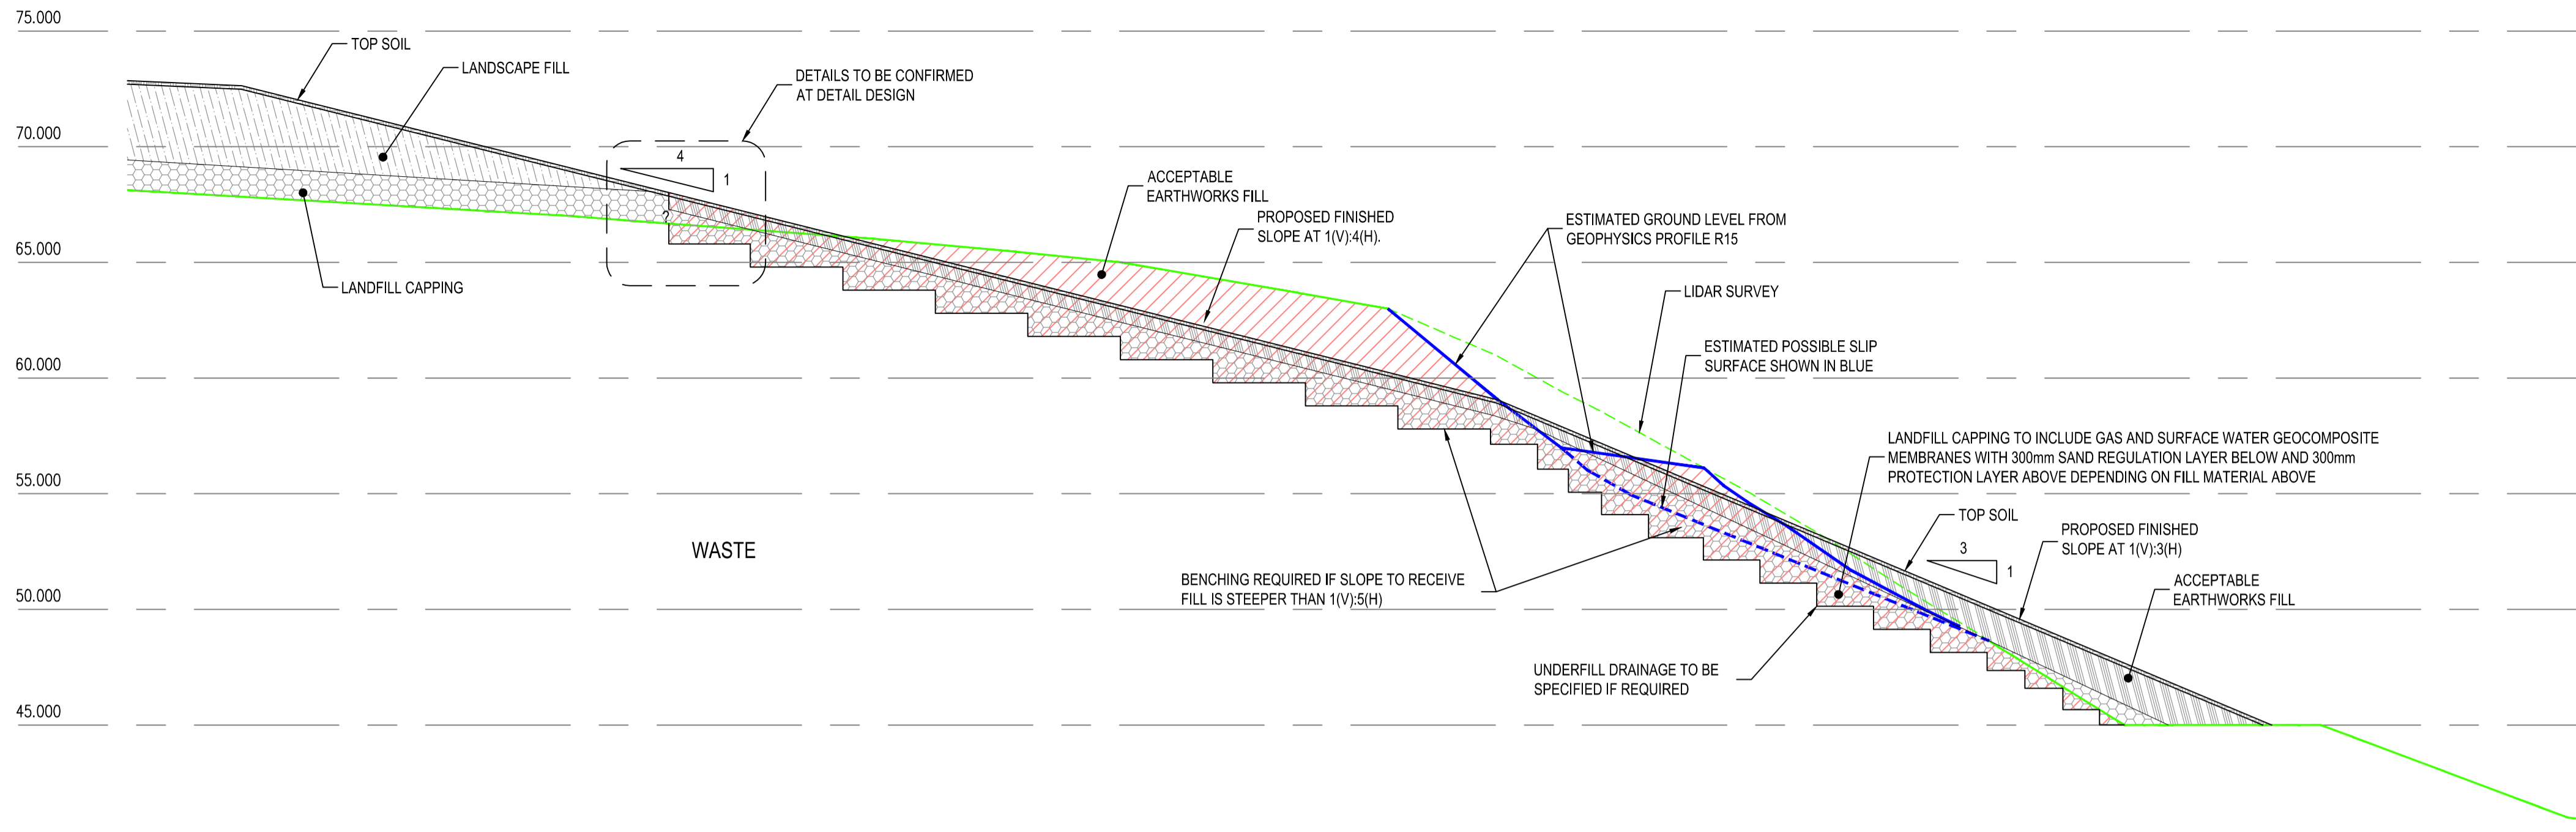 75.000
TOP SOIL
LANDSCAPE FILL
DETAILS TO BE CONFIRMED
AT DETAIL DESIGN
70.000
4
1
ACCEPTABLE
EARTHWORKS FILL
PROPOSED FINISHED
SLOPE AT 1(V):4(H).
ESTIMATED GROUND LEVEL FROM
GEOPHYSICS PROFILE R15
?
65.000
LANDFILL CAPPING
LIDAR SURVEY
ESTIMATED POSSIBLE SLIP
SURFACE SHOWN IN BLUE
60.000
LANDFILL CAPPING TO INCLUDE GAS AND SURFACE WATER GEOCOMPOSITE
MEMBRANES WITH 300mm SAND REGULATION LAYER BELOW AND 300mm
PROTECTION LAYER ABOVE DEPENDING ON FILL MATERIAL ABOVE
55.000
TOP SOIL
PROPOSED FINISHED
SLOPE AT 1(V):3(H)
3
1
WASTE
BENCHING REQUIRED IF SLOPE TO RECEIVE
FILL IS STEEPER THAN 1(V):5(H)
ACCEPTABLE
EARTHWORKS FILL
50.000
UNDERFILL DRAINAGE TO BE
SPECIFIED IF REQUIRED
45.000